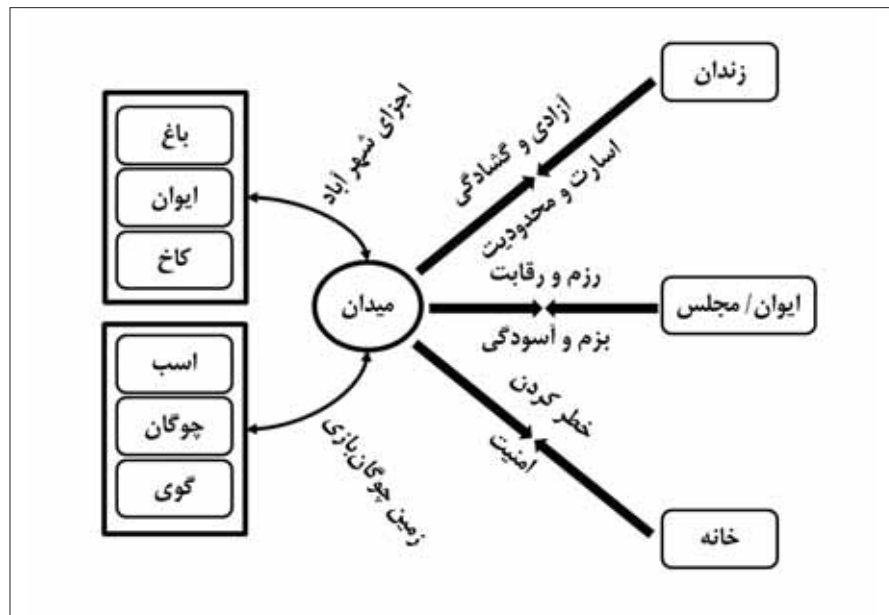 زندان
آزادی و گشادگی
اسارت و محدودیت
باغ
ایوان
کاخ
اجزای شهر آباد
میدان
رزم و رقابت
بزم و آسودگی
ایوان/ مجلس
اسب
چوگان
گوی
زمین چوگان‌بازی
خطر کردن
امنیت
خانه